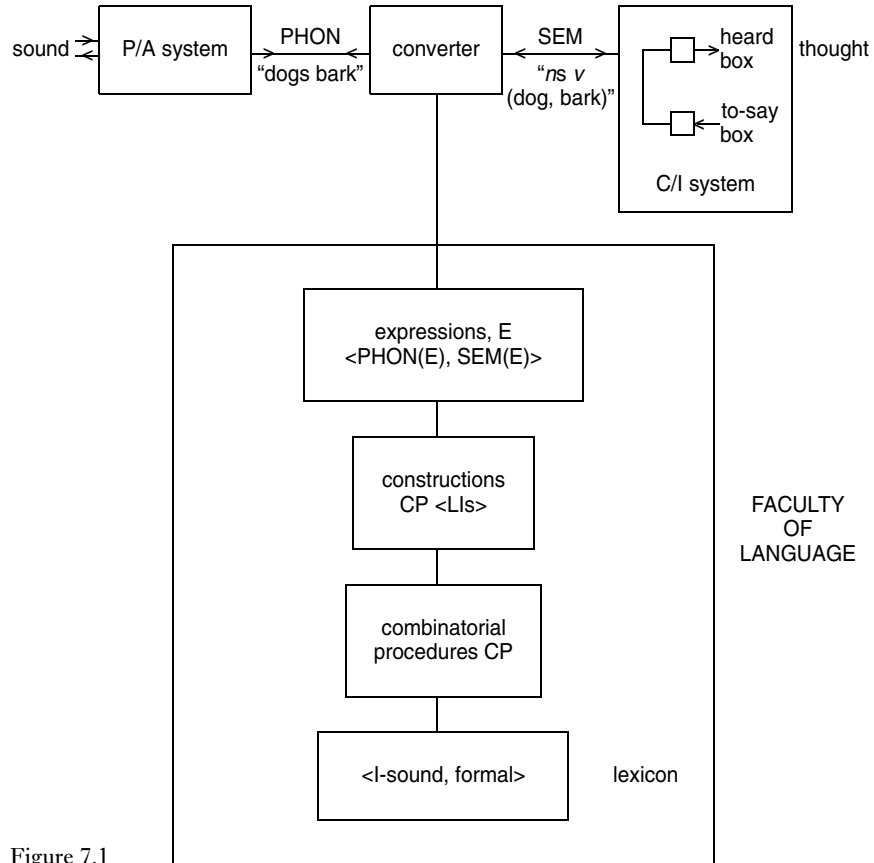 sound
P/A system
PHON
“dogs bark”
converter
SEM
“ns v
(dog, bark)”
heard
box
to-say
box
C/I system
thought
expressions, E
<PHON(E), SEM(E)>
constructions
CP <LIs>
combinatorial
procedures CP
<I-sound, formal>
lexicon
FACULTY
OF
LANGUAGE
Figure 7.1